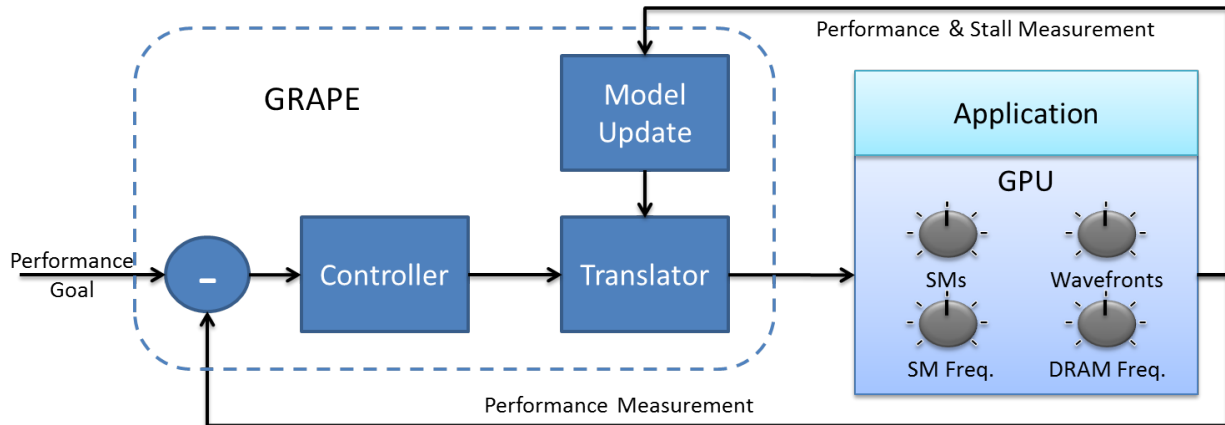 Performance & Stall Measurement
GRAPE
Model
Update
Application
GPU
Performance
Goal
-
Controller
Translator
SMs
Wavefronts
SM Freq.
DRAM Freq.
Performance Measurement